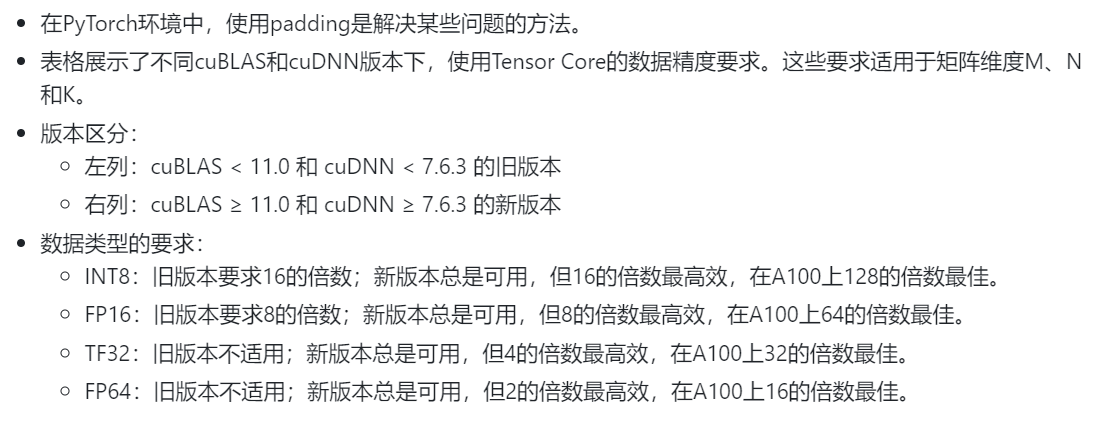 在PyTorch环境中，使用padding是解决某些问题的方法。
表格展示了不同cuBLAS和cuDNN版本下，使用Tensor Core的数据精度要求。这些要求适用于矩阵维度M、N
和K。
版本区分：
左列：cuBLAS < 11.0 和 cuDNN < 7.6.3 的旧版本
右列：cuBLAS ≥ 11.0 和 cuDNN ≥ 7.6.3 的新版本
数据类型的要求：
INT8：旧版本要求16的倍数；新版本总是可用，但16的倍数最高效，在A100上128的倍数最佳。
FP16：旧版本要求8的倍数；新版本总是可用，但8的倍数最高效，在A100上64的倍数最佳。
TF32：旧版本不适用；新版本总是可用，但4的倍数最高效，在A100上32的倍数最佳。
FP64：旧版本不适用；新版本总是可用，但2的倍数最高效，在A100上16的倍数最佳。